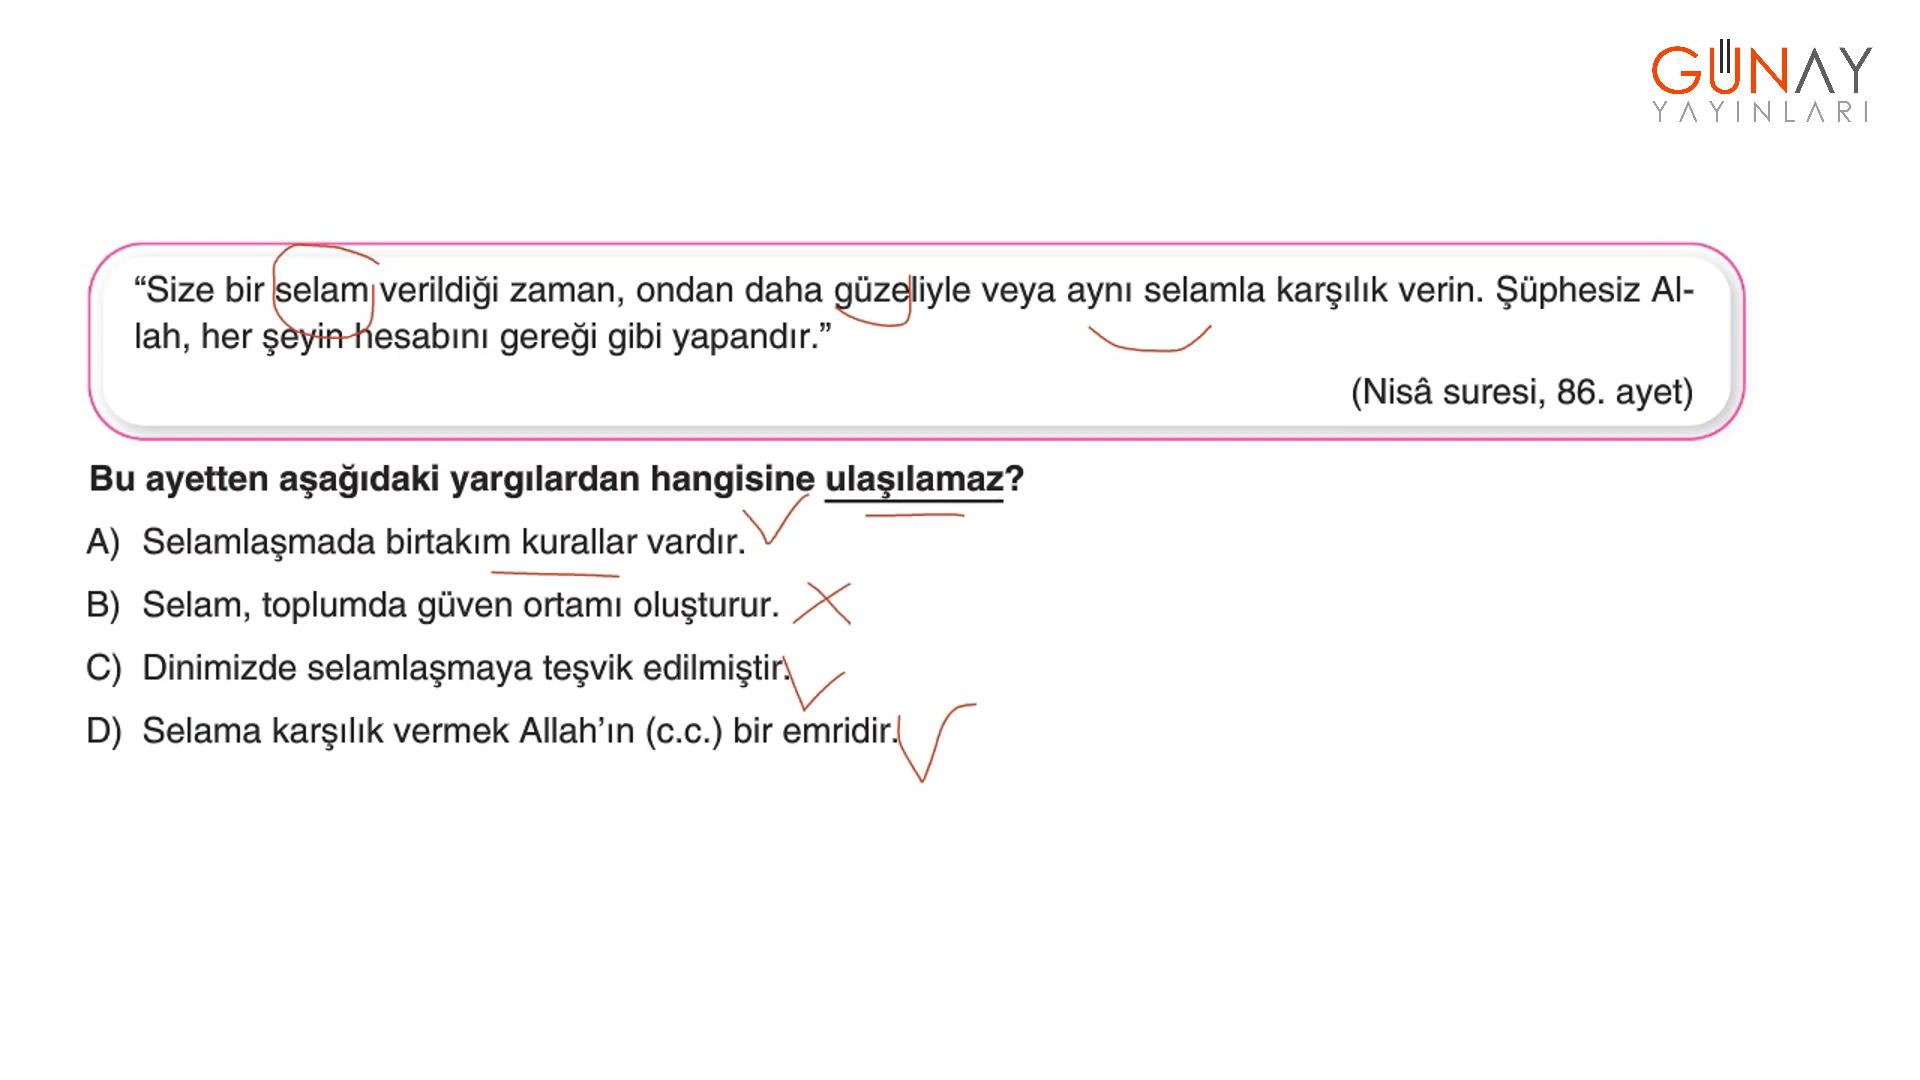 GÜNAY
YAYINLARI
“Size bir selam verildiği zaman, ondan daha güzeliyle veya aynı selamla karşılık verin. Şüphesiz Al-
lah, her şeyin hesabını gereği gibi yapandır.”
(Nisâ suresi, 86. ayet)
Bu ayetten aşağıdaki yargılardan hangisine ulaşılamaz?
A) Selamlaşmada birtakım kurallar vardır.
B) Selam, toplumda güven ortamı oluşturur.
C) Dinimizde selamlaşmaya teşvik edilmiştir.
D) Selama karşılık vermek Allah’ın (c.c.) bir emridir.